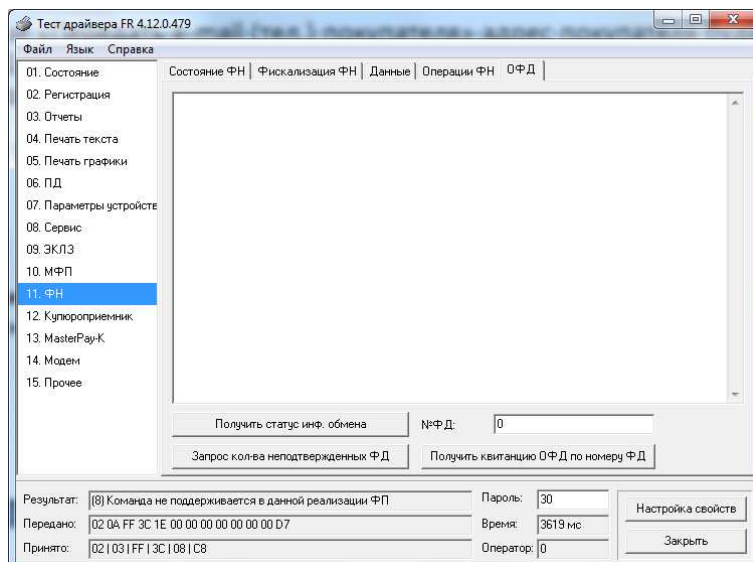 Тест драйвера FR 4.12.0.479
Файл Язык Справка
01. Состояние
02. Регистрация
03. Отчеты
04. Печать текста
05. Печать графики
06. ПД
07. Параметры устройств
08. Сервис
09. ЭКЛЗ
10. МФП
11. ФН
12. Купюроприемник
13. MasterPay-K
14. Модем
15. Прочее
Состояние ФН Фискализация ФН Данные Операции ФН ОФД
Получить статус инф. обмена №ФД: 0
Запрос кол-ва неподтвержденных ФД Получить квитанцию ОФД по номеру ФД
Результат: (8) Команда не поддерживается в данной реализации ФП Пароль: 30 Настройка свойств
Передано: 02 0A FF 3C 1E 00 00 00 00 00 00 00 D7 Время: 3619 мс
Принято: 02 | 03 | FF | 3C | 08 | C8 Оператор: 0 Закрыть